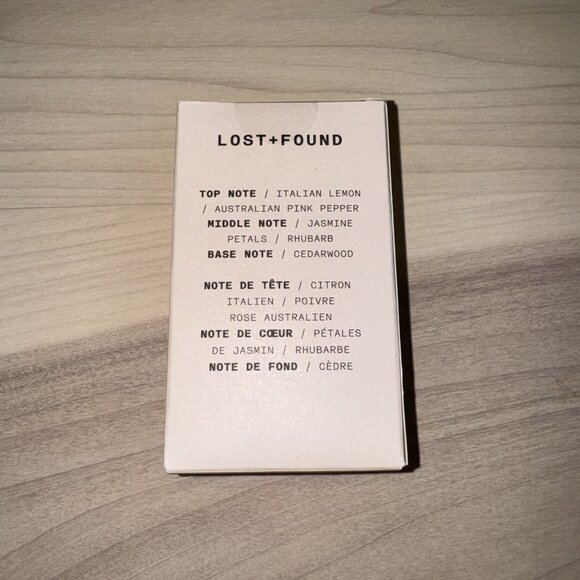 LOST+FOUND
TOP NOTE / ITALIAN LEMON
/ AUSTRALIAN PINK PEPPER
MIDDLE NOTE / JASMINE
PETALS / RHUBARB
BASE NOTE / CEDARWOOD
NOTE DE TÊTE / CITRON
ITALIEN / POIVRE
ROSE AUSTRALIEN
NOTE DE CŒUR / PÉTALES
DE JASMIN / RHUBARBE
NOTE DE FOND / CÈDRE